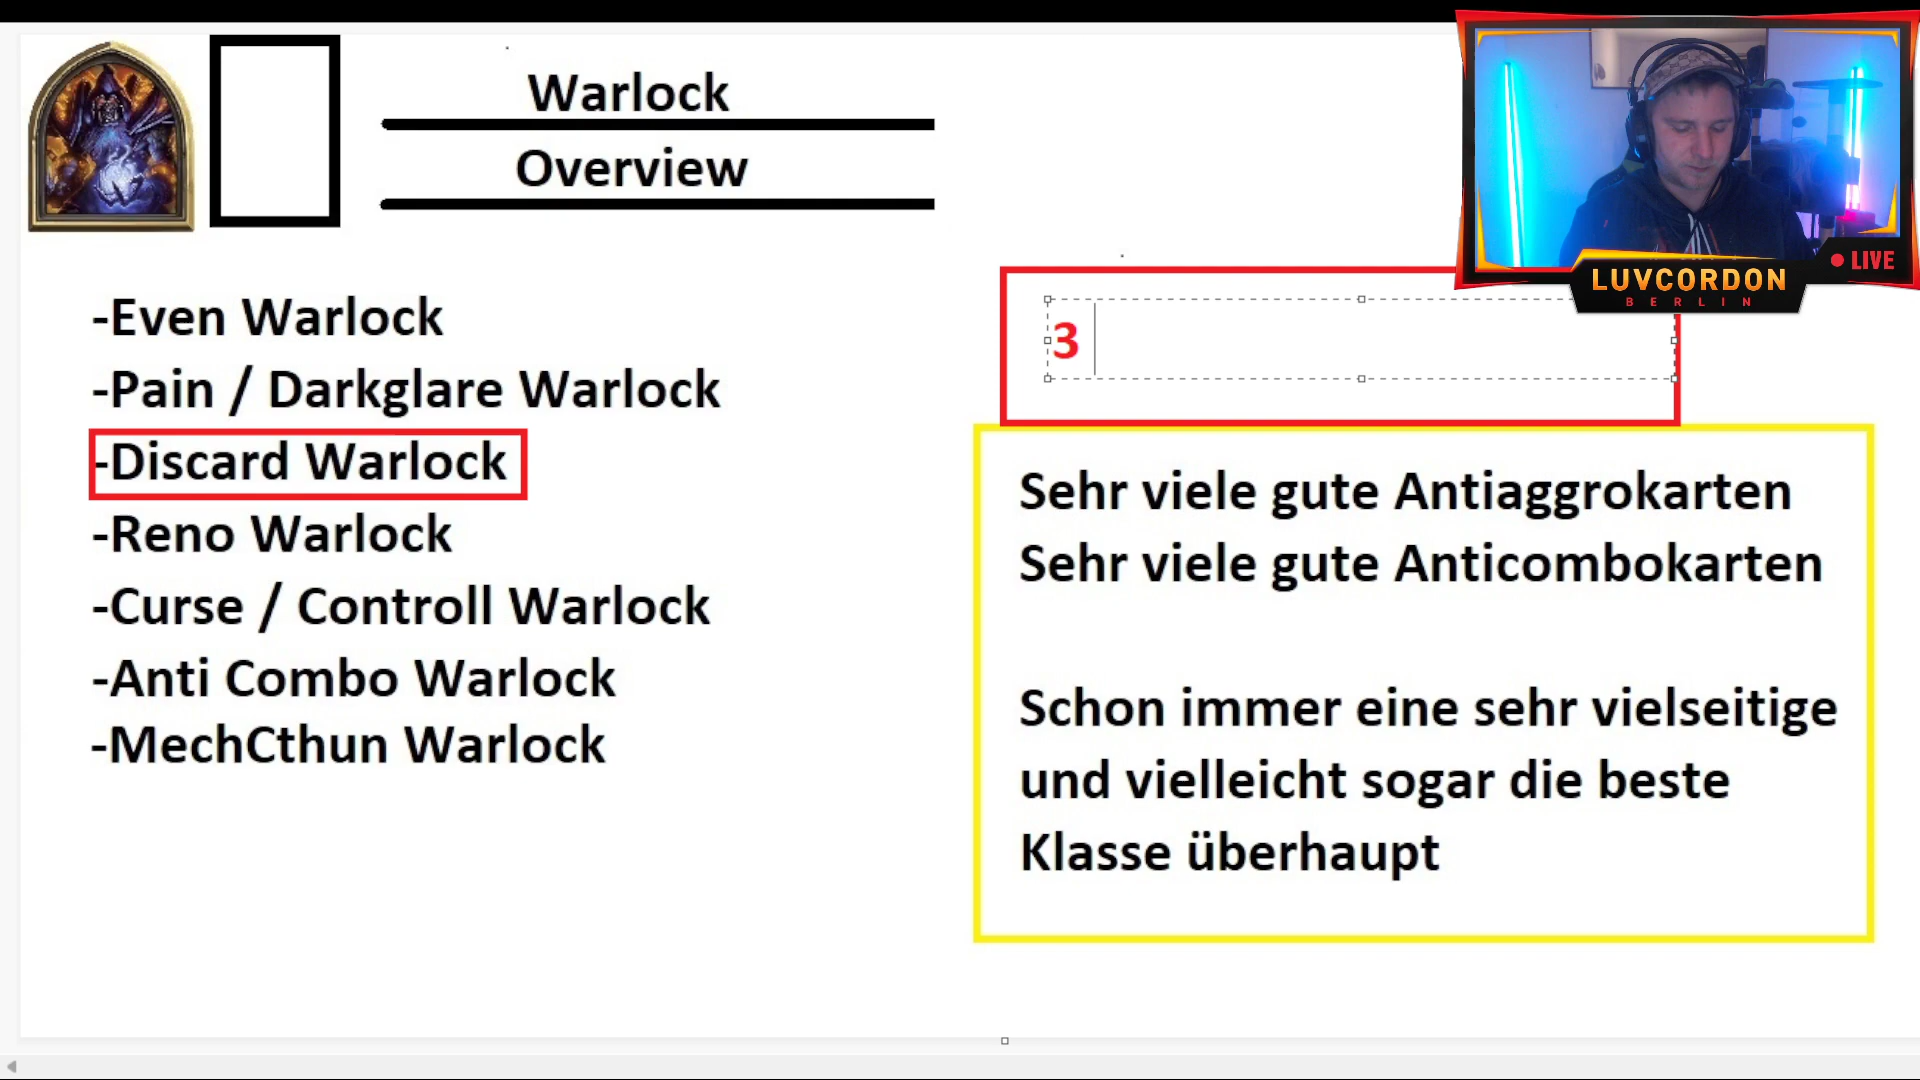 Warlock
Overview
-Even Warlock
-Pain / Darkglare Warlock
-Discard Warlock
-Reno Warlock
-Curse / Controll Warlock
-Anti Combo Warlock
-MechCthun Warlock
LIVE
LUVCORDON
BERLIN
3
Sehr viele gute Antiaggrokarten
Sehr viele gute Anticombokarten
Schon immer eine sehr vielseitige
und vielleicht sogar die beste
Klasse überhaupt